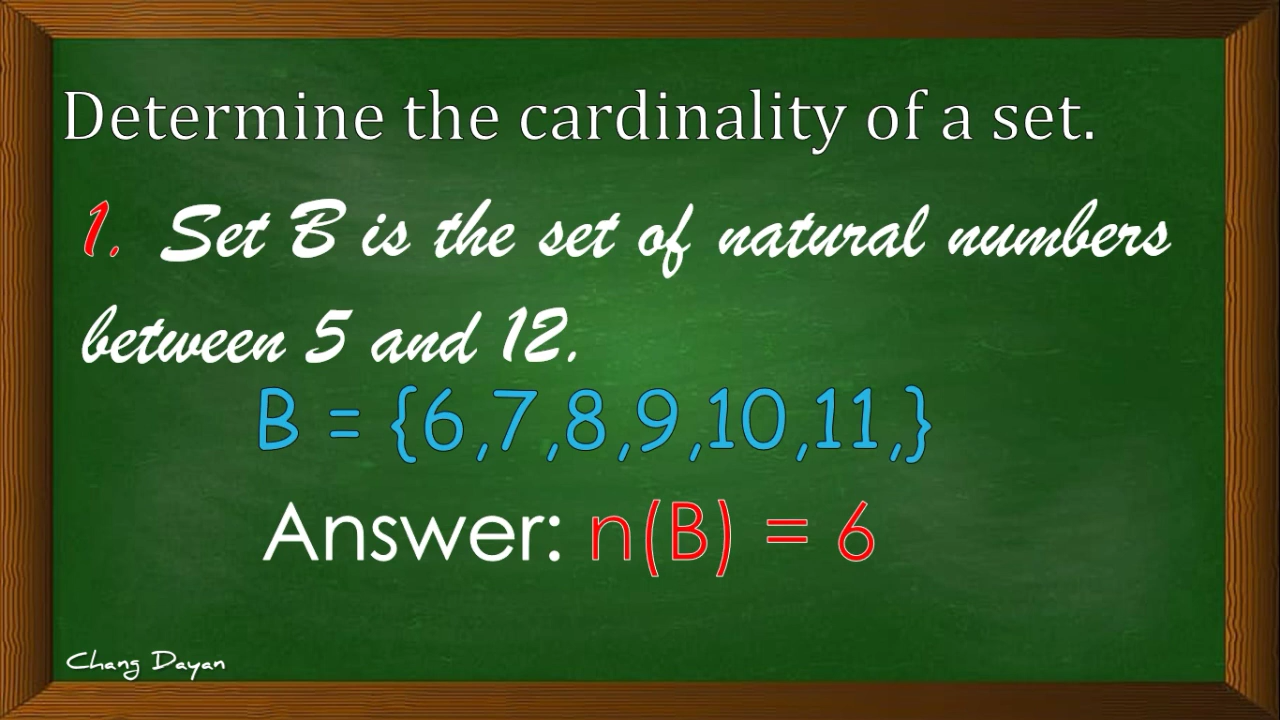 Determine the cardinality of a set.
1. Set B is the set of natural numbers
between 5 and 12.
B = {6,7,8,9,10,11,}
Answer: n(B) = 6
Chang Dayan